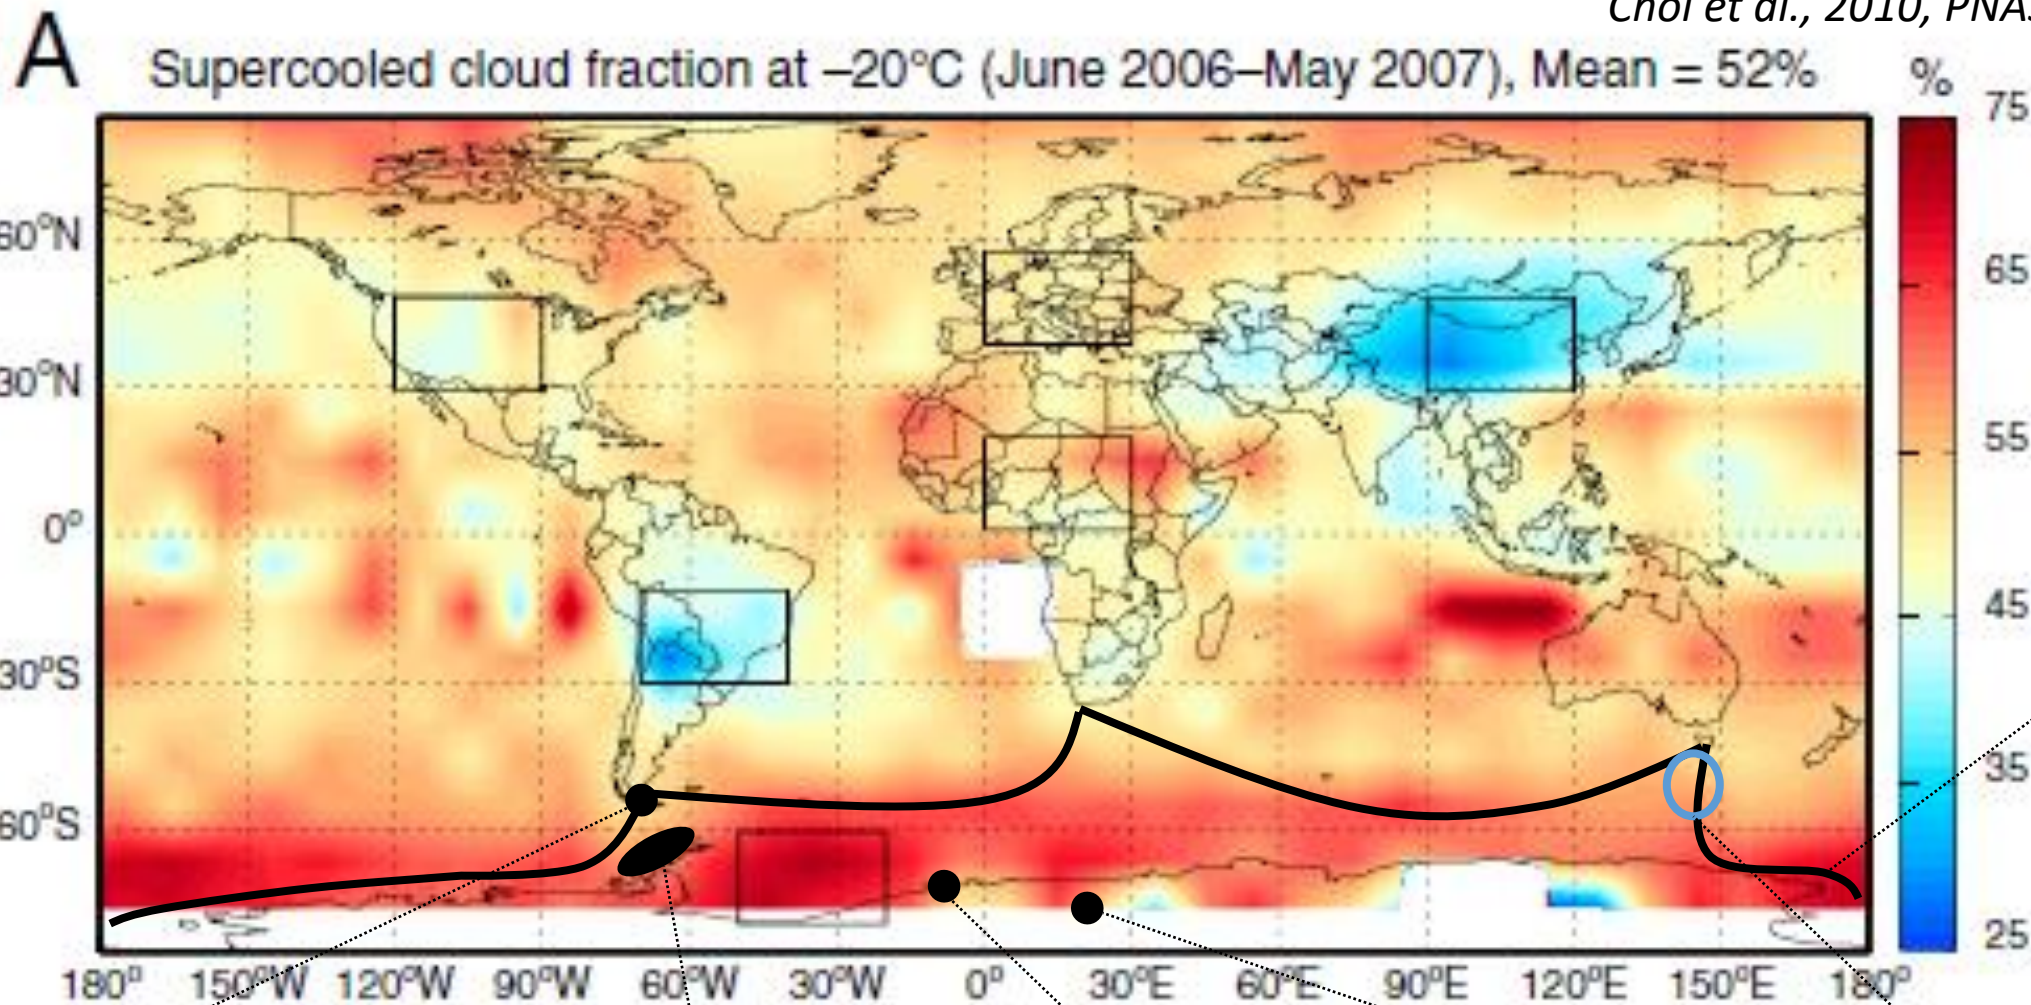 Choi et al., 2010, PNAS
A
Supercooled cloud fraction at –20°C (June 2006–May 2007), Mean = 52%
%
75
65
55
45
35
25
60°N
30°N
0°
30°S
60°S
180° 150°W 120°W 90°W 60°W 30°W 0° 30°E 60°E 90°E 120°E 150°E 180°